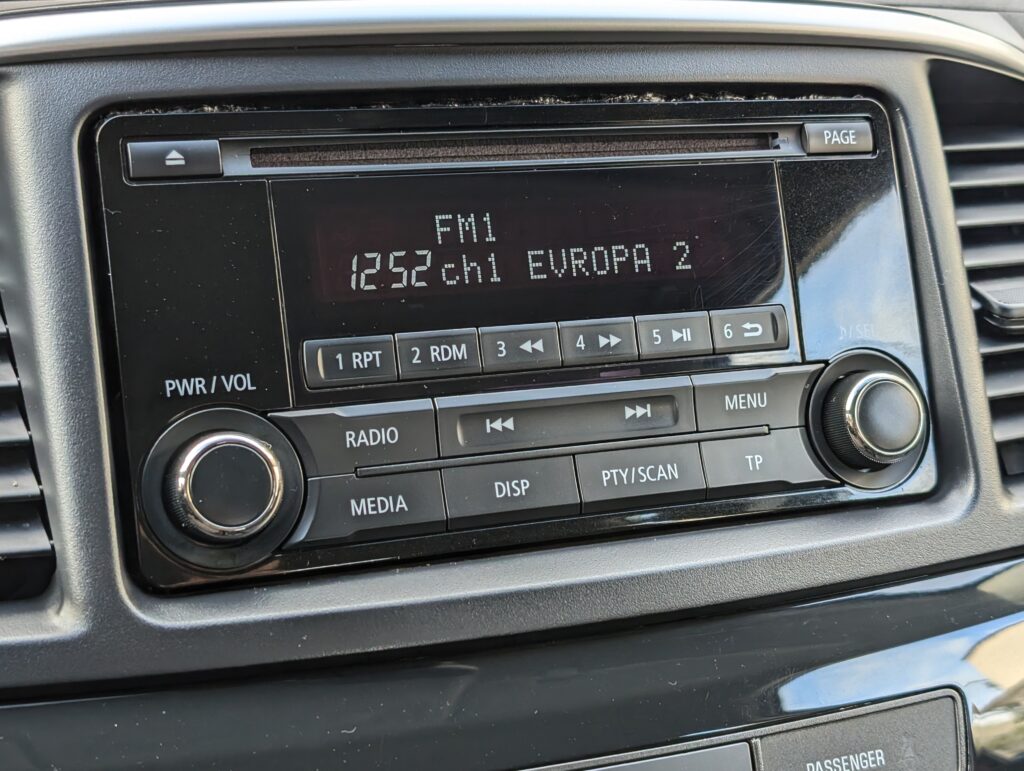 PAGE
FM1
12:52 ch1 EVROPA 2
1 RPT
2 RDM
3
4
5
6
PWR / VOL
RADIO
MENU
MEDIA
DISP
PTY/SCAN
TP
PASSENGER